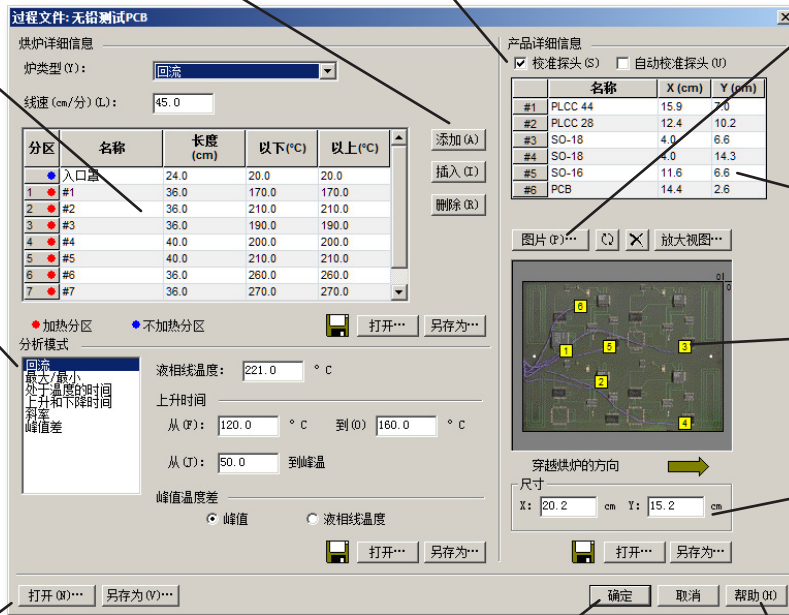 过程文件: 无铅测试PCB
烘炉详细信息
炉类型(Y): 回流
线速(cm/分)(L): 45.0
分区 名称 长度(cm) 以下(°C) 以上(°C)
入口罩 24.0 20.0 20.0
1 #1 36.0 170.0 170.0
2 #2 36.0 210.0 210.0
3 #3 36.0 190.0 190.0
4 #4 40.0 200.0 200.0
5 #5 40.0 210.0 210.0
6 #6 36.0 260.0 260.0
7 #7 36.0 270.0 270.0
添加(A)
插入(I)
删除(R)
加热分区 不加热分区
打开… 另存为…
分析模式
回流
最大/最小
处于温度的时间
上升和下降时间
斜率
峰值差
液相线温度: 221.0 °C
上升时间
从(F): 120.0 °C 到(O) 160.0 °C
从(J): 50.0 到峰温
峰值温度差
峰值 液相线温度
打开… 另存为…
产品详细信息
校准探头(S) 自动校准探头(U)
名称 X (cm) Y (cm)
#1 PLCC 44 15.9 7.0
#2 PLCC 28 12.4 10.2
#3 SO-18 4.0 6.6
#4 SO-18 4.0 14.3
#5 SO-16 11.6 6.6
#6 PCB 14.4 2.6
图片(P)… 放大视图…
0
0
6
1
5
3
2
4
穿越烘炉的方向
尺寸
X: 20.2 cm Y: 15.2 cm
打开… 另存为…
打开(N)… 另存为(V)…
确定 取消 帮助(H)